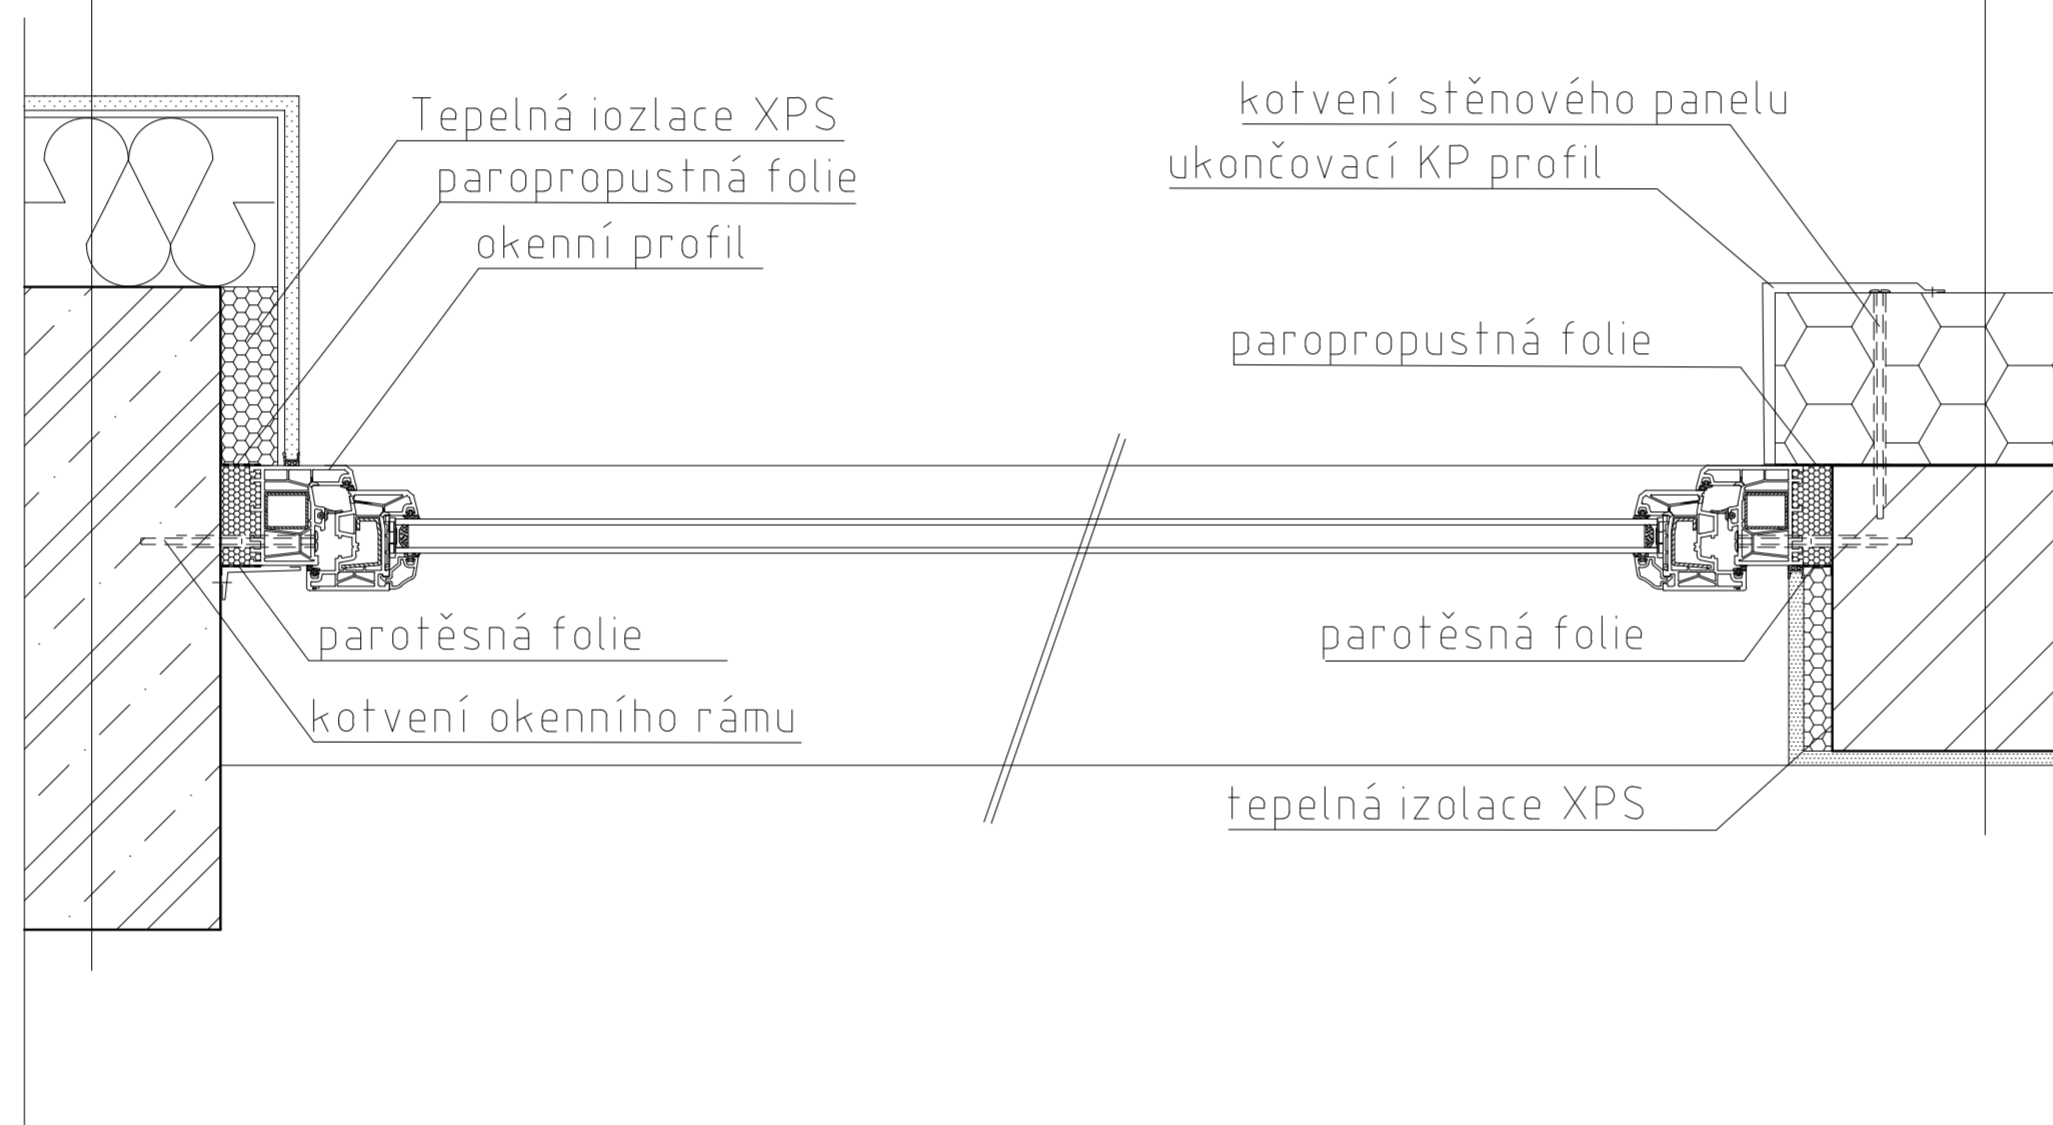 Tepelná iozlace XPS
paropropustná folie
okenní profil
kotvení stěnového panelu
ukončovací KP profil
paropropustná folie
parotěsná folie
kotvení okenního rámu
parotěsná folie
tepelná izolace XPS